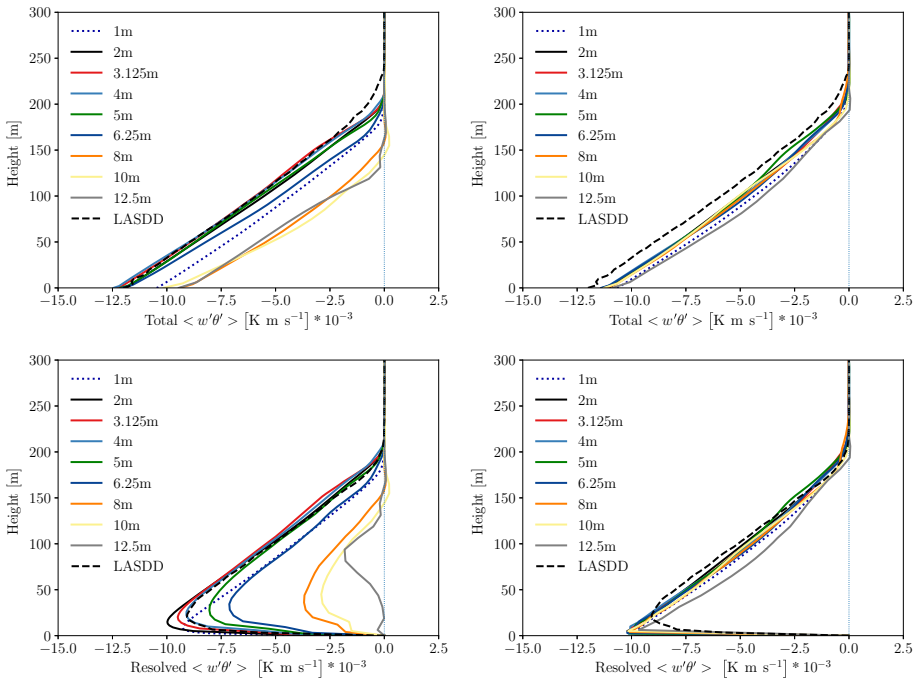 300
250
200
150
100
50
0
Height [m]
1m
2m
3.125m
4m
5m
6.25m
8m
10m
12.5m
LASDD
−15.0 −12.5 −10.0 −7.5 −5.0 −2.5 0.0 2.5
Total < w′θ′ > [K m s⁻¹] * 10⁻³
300
250
200
150
100
50
0
Height [m]
1m
2m
3.125m
4m
5m
6.25m
8m
10m
12.5m
LASDD
−15.0 −12.5 −10.0 −7.5 −5.0 −2.5 0.0 2.5
Total < w′θ′ > [K m s⁻¹] * 10⁻³
300
250
200
150
100
50
0
Height [m]
1m
2m
3.125m
4m
5m
6.25m
8m
10m
12.5m
LASDD
−15.0 −12.5 −10.0 −7.5 −5.0 −2.5 0.0 2.5
Resolved < w′θ′ > [K m s⁻¹] * 10⁻³
300
250
200
150
100
50
0
Height [m]
1m
2m
3.125m
4m
5m
6.25m
8m
10m
12.5m
LASDD
−15.0 −12.5 −10.0 −7.5 −5.0 −2.5 0.0 2.5
Resolved < w′θ′ > [K m s⁻¹] * 10⁻³